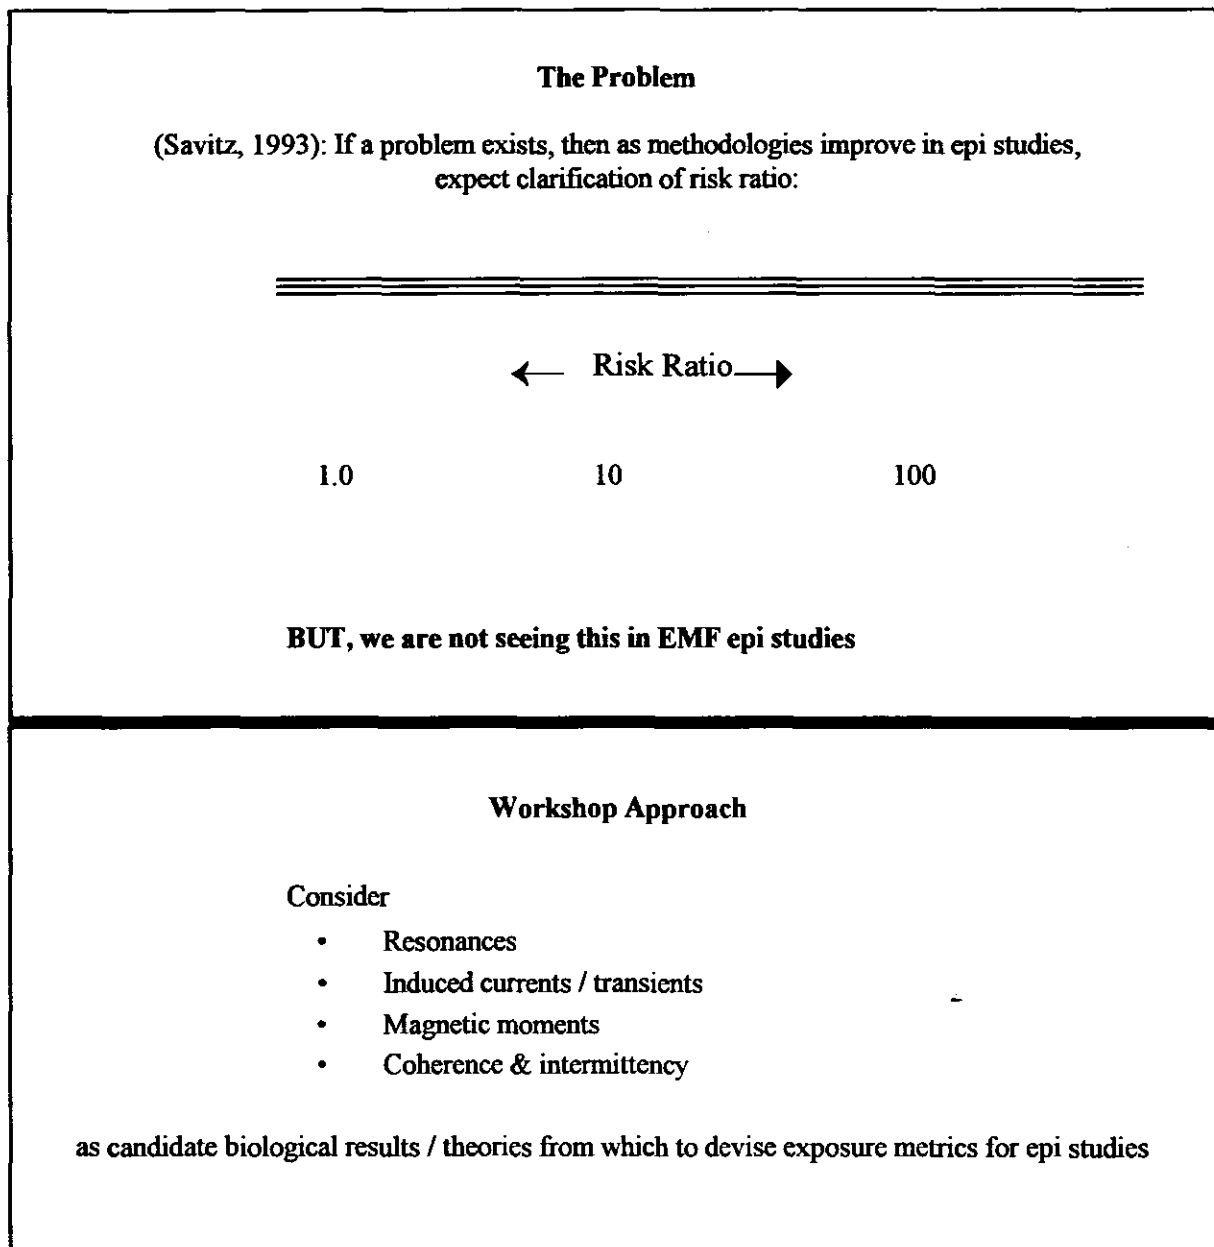 The Problem
(Savitz, 1993): If a problem exists, then as methodologies improve in epi studies,
expect clarification of risk ratio:
← Risk Ratio →
1.0 10 100
BUT, we are not seeing this in EMF epi studies
Workshop Approach
Consider
• Resonances
• Induced currents / transients
• Magnetic moments
• Coherence & intermittency
as candidate biological results / theories from which to devise exposure metrics for epi studies